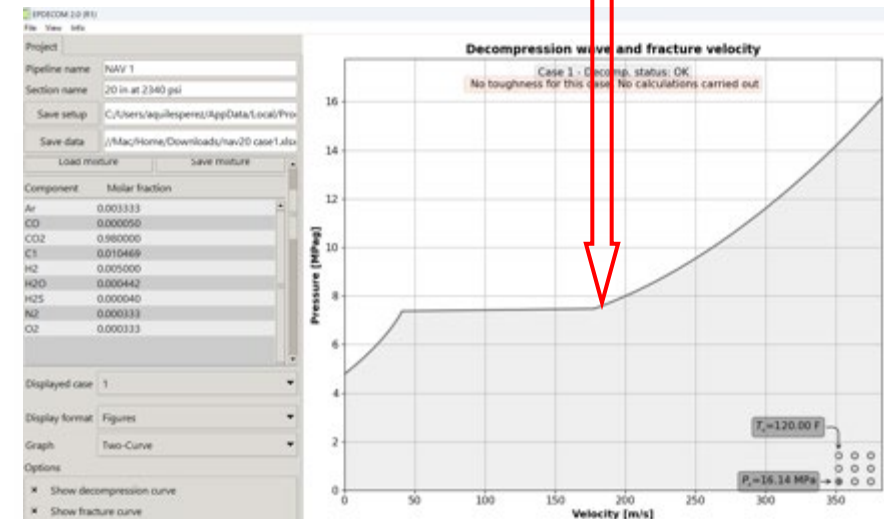 EPDECOM 2.0 (R1)
File View Info
Project
Pipeline name NAV 1
Section name 20 in at 2340 psi
Save setup C:/Users/aquilesperez/AppData/Local/Pro
Save data //Mac/Home/Downloads/nav20 case1.xlsx
Load mixture Save mixture
Component Molar fraction
Ar 0.003333
CO 0.000050
CO2 0.980000
C1 0.010469
H2 0.005000
H2O 0.000442
H2S 0.000040
N2 0.000333
O2 0.000333
Displayed case 1
Display format Figures
Graph Two-Curve
Options
Show decompression curve
Show fracture curve
Decompression wave and fracture velocity
Case 1 - Decomp. status: OK
No toughness for this case. No calculations carried out
Pressure [MPag]
16
14
12
10
8
6
4
2
0
0 50 100 150 200 250 300 350
Velocity [m/s]
=120.00 F
=16.14 MPa